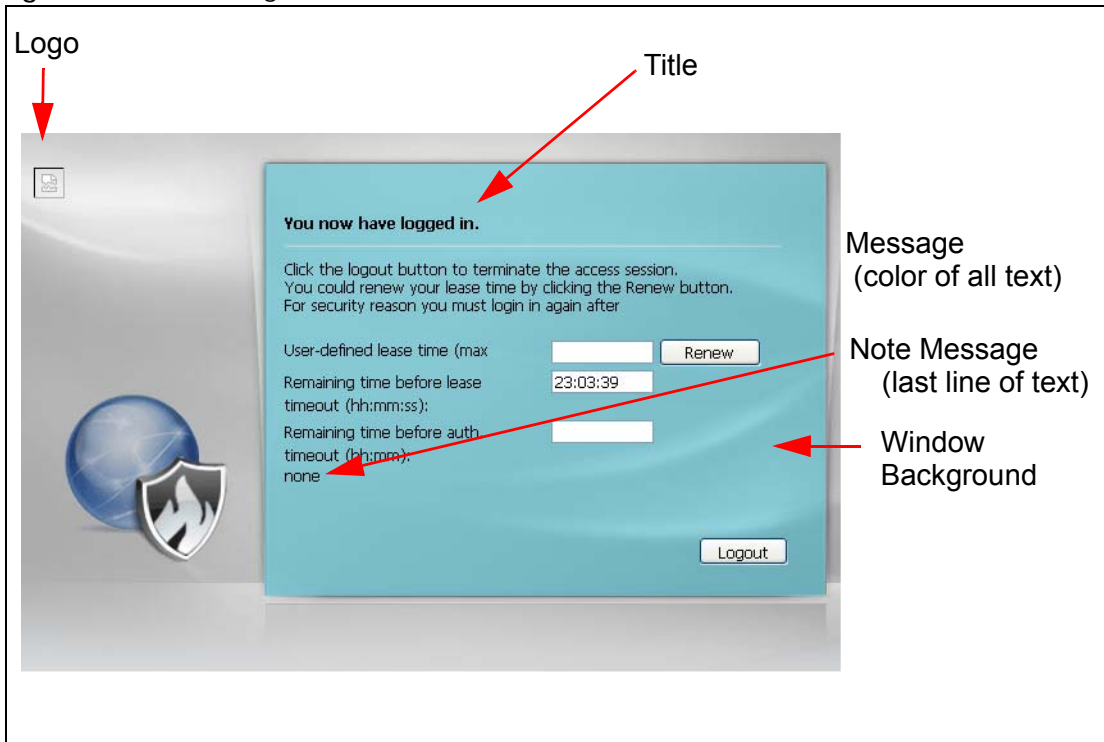 Logo
Title
You now have logged in.
Click the logout button to terminate the access session.
You could renew your lease time by clicking the Renew button.
For security reason you must login in again after
Message
(color of all text)
User-defined lease time (max
Renew
Note Message
(last line of text)
Remaining time before lease
23:03:39
timeout (hh:mm:ss):
Remaining time before auth
timeout (hh:mm):
none
Window
Background
Logout